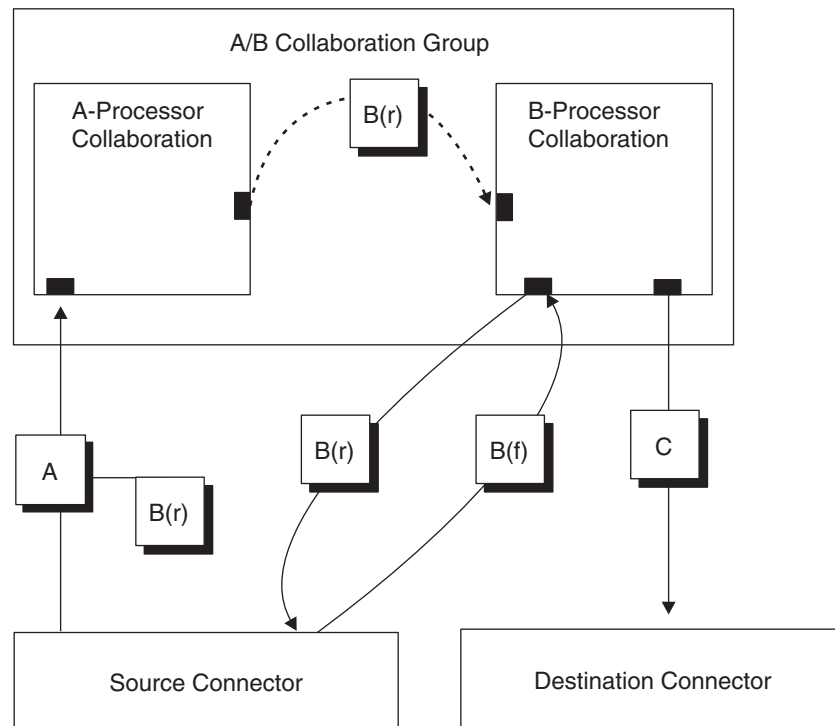 A/B Collaboration Group
A-Processor
Collaboration
B(r)
B-Processor
Collaboration
A
B(r)
B(r)
B(f)
C
Source Connector
Destination Connector